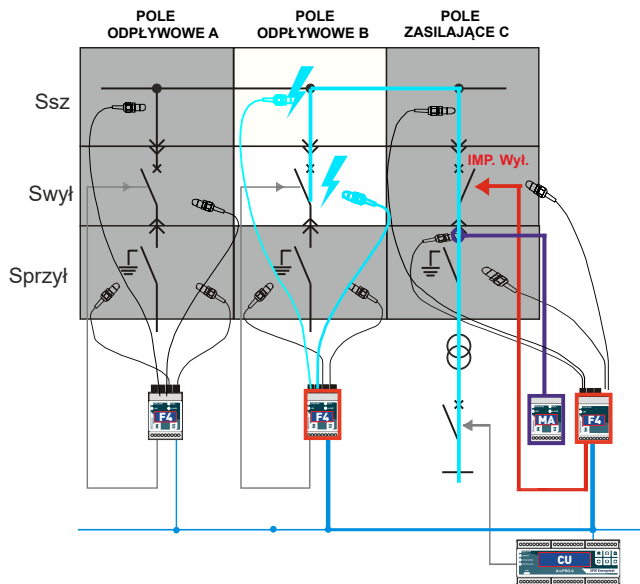 POLE
ODPŁYWOWE A
POLE
ODPŁYWOWE B
POLE
ZASILAJĄCE C
Ssz
Swył
Sprzył
IMP. Wył.
F4
F4
MA
F4
CU